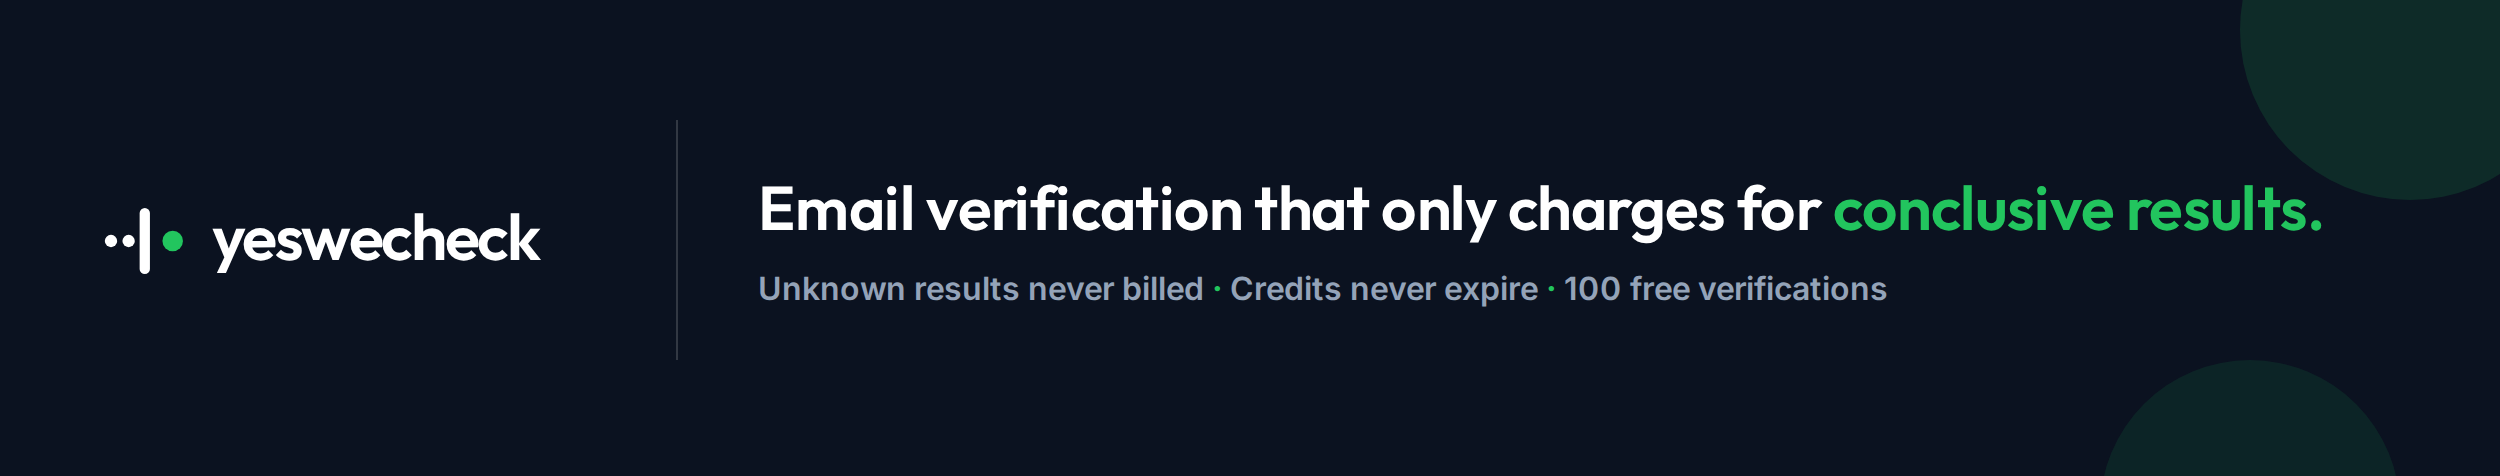 yeswecheck
Email verification that only charges for conclusive results.
Unknown results never billed · Credits never expire · 100 free verifications